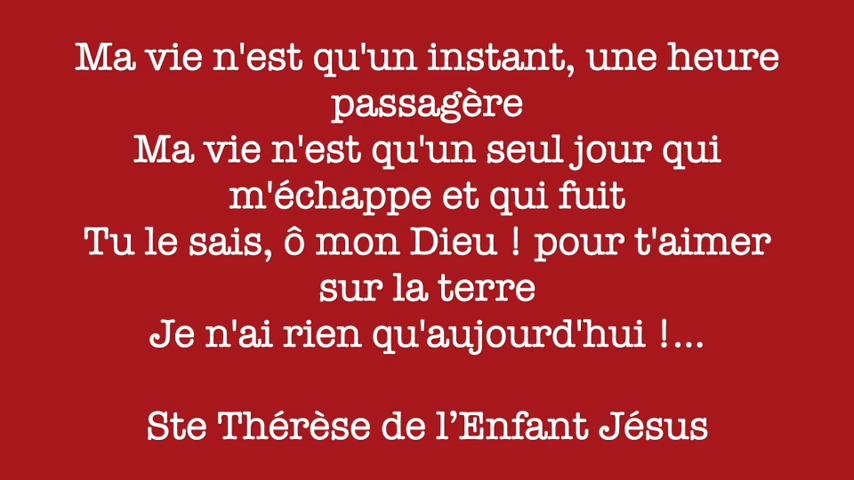 Ma vie n'est qu'un instant, une heure
passagère
Ma vie n'est qu'un seul jour qui
m'échappe et qui fuit
Tu le sais, ô mon Dieu ! pour t'aimer
sur la terre
Je n'ai rien qu'aujourd'hui !...
Ste Thérèse de l’Enfant Jésus